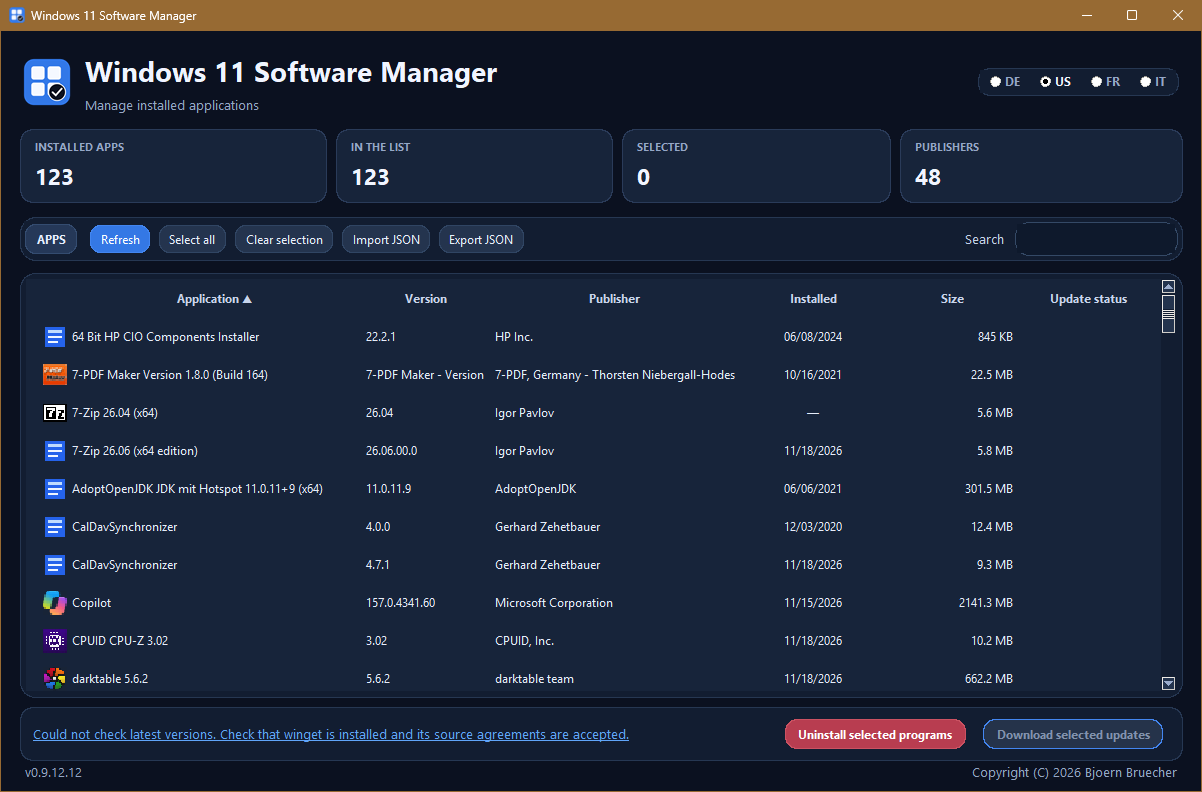 Windows 11 Software Manager
Windows 11 Software Manager
Manage installed applications
DE US FR IT
INSTALLED APPS IN THE LIST SELECTED PUBLISHERS
123 123 0 48
APPS Refresh Select all Clear selection Import JSON Export JSON Search
Application ▲ Version Publisher Installed Size Update status
64 Bit HP CIO Components Installer 22.2.1 HP Inc. 06/08/2024 845 KB
7-PDF Maker Version 1.8.0 (Build 164) 7-PDF Maker - Version 7-PDF, Germany - Thorsten Niebergall-Hodes 10/16/2021 22.5 MB
7z 7-Zip 26.04 (x64) 26.04 Igor Pavlov — 5.6 MB
7-Zip 26.06 (x64 edition) 26.06.00.0 Igor Pavlov 11/18/2026 5.8 MB
AdoptOpenJDK JDK mit Hotspot 11.0.11+9 (x64) 11.0.11.9 AdoptOpenJDK 06/06/2021 301.5 MB
CalDavSynchronizer 4.0.0 Gerhard Zehetbauer 12/03/2020 12.4 MB
CalDavSynchronizer 4.7.1 Gerhard Zehetbauer 11/18/2026 9.3 MB
Copilot 157.0.4341.60 Microsoft Corporation 11/15/2026 2141.3 MB
CPUID CPU-Z 3.02 3.02 CPUID, Inc. 11/18/2026 10.2 MB
darktable 5.6.2 5.6.2 darktable team 11/18/2026 662.2 MB
Could not check latest versions. Check that winget is installed and its source agreements are accepted. Uninstall selected programs Download selected updates
v0.9.12.12 Copyright (C) 2026 Bjoern Bruecher